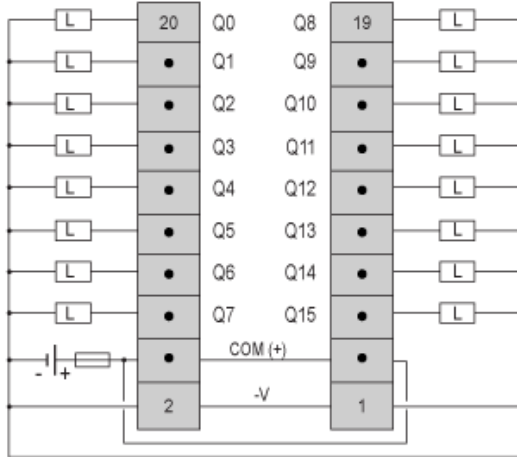 L 20 Q0 Q8 19 L
L Q1 Q9 L
L Q2 Q10 L
L Q3 Q11 L
L Q4 Q12 L
L Q5 Q13 L
L Q6 Q14 L
L Q7 Q15 L
- + COM (+)
2 -V 1